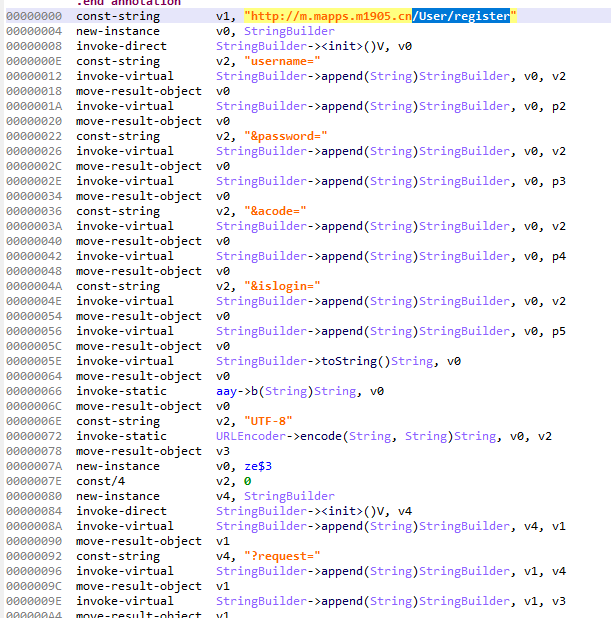 .end annotation
00000000 const-string v1, "http://m.mapps.m1905.cn/User/register"
00000004 new-instance v0, StringBuilder
00000008 invoke-direct StringBuilder-><init>()V, v0
0000000E const-string v2, "username="
00000012 invoke-virtual StringBuilder->append(String)StringBuilder, v0, v2
00000018 move-result-object v0
0000001A invoke-virtual StringBuilder->append(String)StringBuilder, v0, p2
00000020 move-result-object v0
00000022 const-string v2, "&password="
00000026 invoke-virtual StringBuilder->append(String)StringBuilder, v0, v2
0000002C move-result-object v0
0000002E invoke-virtual StringBuilder->append(String)StringBuilder, v0, p3
00000034 move-result-object v0
00000036 const-string v2, "&acode="
0000003A invoke-virtual StringBuilder->append(String)StringBuilder, v0, v2
00000040 move-result-object v0
00000042 invoke-virtual StringBuilder->append(String)StringBuilder, v0, p4
00000048 move-result-object v0
0000004A const-string v2, "&islogin="
0000004E invoke-virtual StringBuilder->append(String)StringBuilder, v0, v2
00000054 move-result-object v0
00000056 invoke-virtual StringBuilder->append(String)StringBuilder, v0, p5
0000005C move-result-object v0
0000005E invoke-virtual StringBuilder->toString()String, v0
00000064 move-result-object v0
00000066 invoke-static aay->b(String)String, v0
0000006C move-result-object v0
0000006E const-string v2, "UTF-8"
00000072 invoke-static URLEncoder->encode(String, String)String, v0, v2
00000078 move-result-object v3
0000007A new-instance v0, ze$3
0000007E const/4 v2, 0
00000080 new-instance v4, StringBuilder
00000084 invoke-direct StringBuilder-><init>()V, v4
0000008A invoke-virtual StringBuilder->append(String)StringBuilder, v4, v1
00000090 move-result-object v1
00000092 const-string v4, "?request="
00000096 invoke-virtual StringBuilder->append(String)StringBuilder, v1, v4
0000009C move-result-object v1
0000009E invoke-virtual StringBuilder->append(String)StringBuilder, v1, v3
000000A4 move-result-object v1